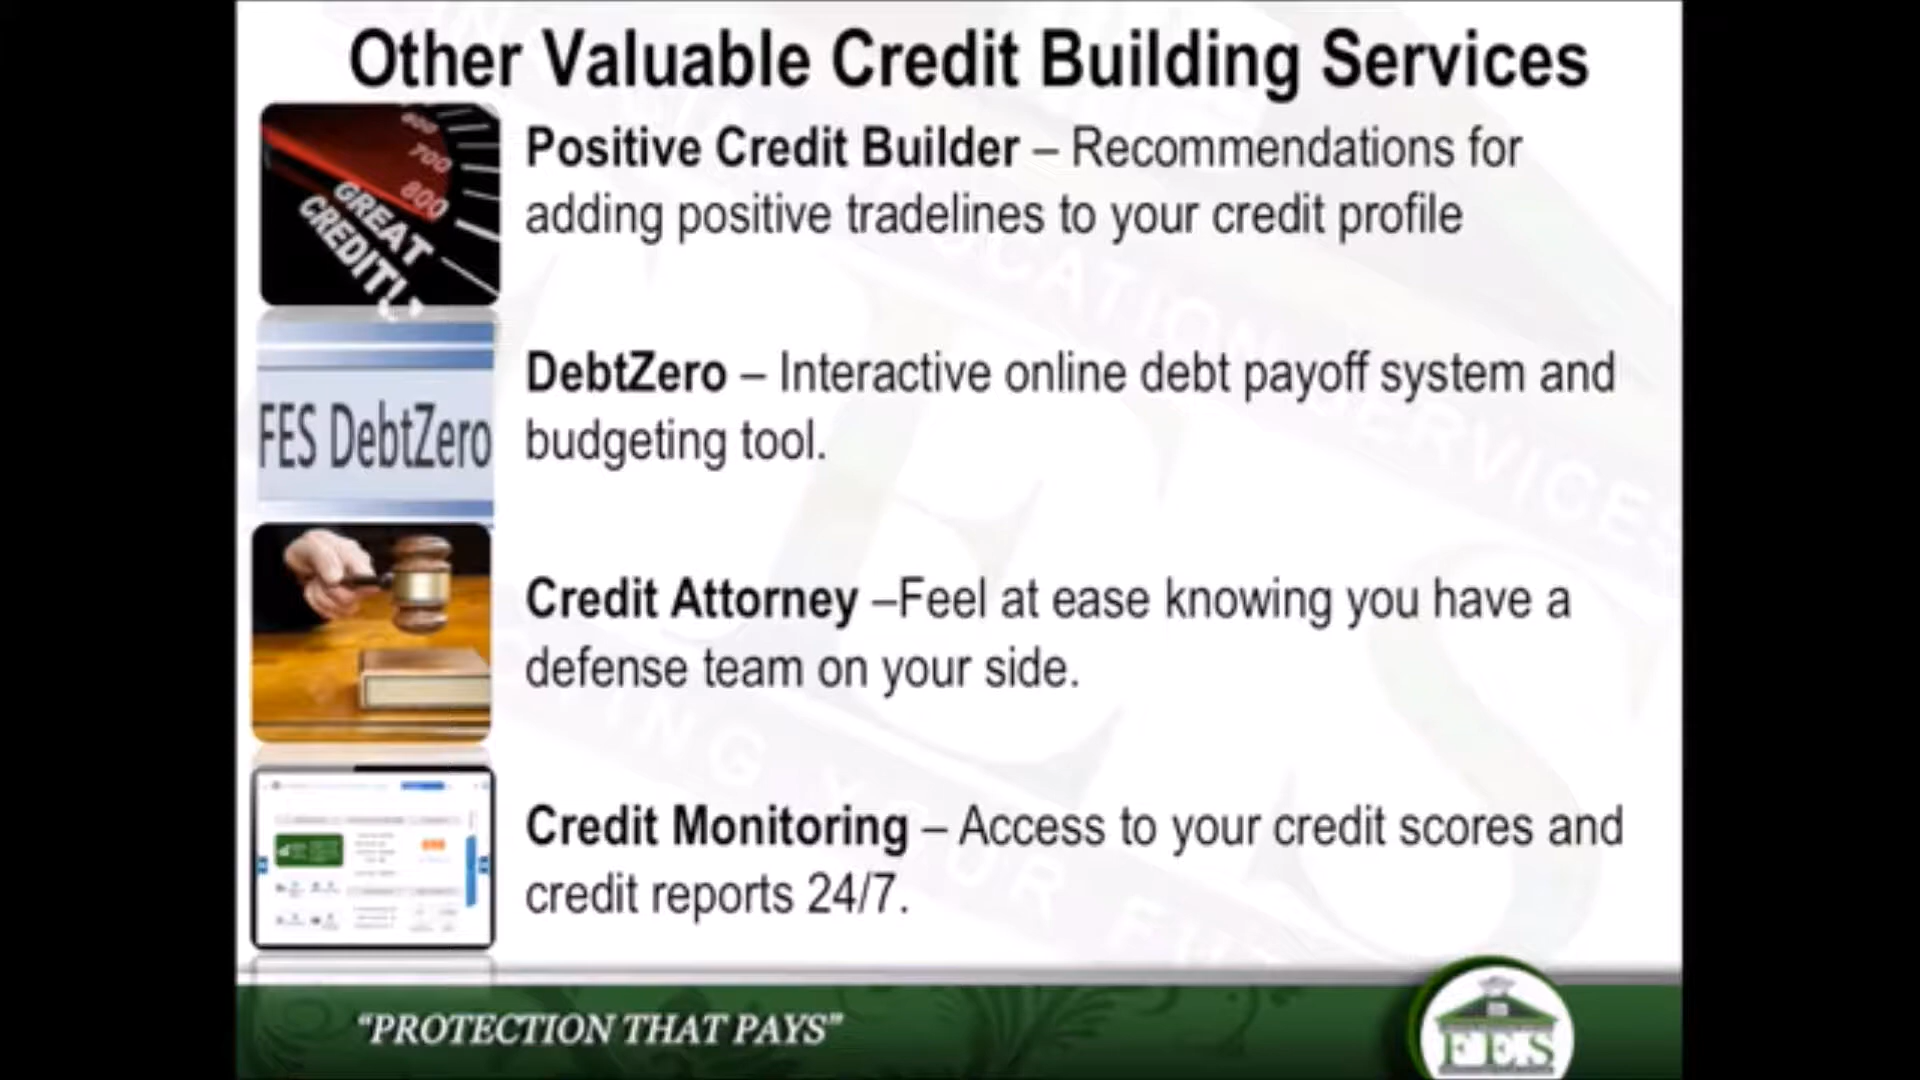 Other Valuable Credit Building Services
600
700
800
GREAT
CREDIT!
Positive Credit Builder – Recommendations for
adding positive tradelines to your credit profile
FES DebtZero
DebtZero – Interactive online debt payoff system and
budgeting tool.
Credit Attorney –Feel at ease knowing you have a
defense team on your side.
Credit Monitoring – Access to your credit scores and
credit reports 24/7.
“PROTECTION THAT PAYS”
FES